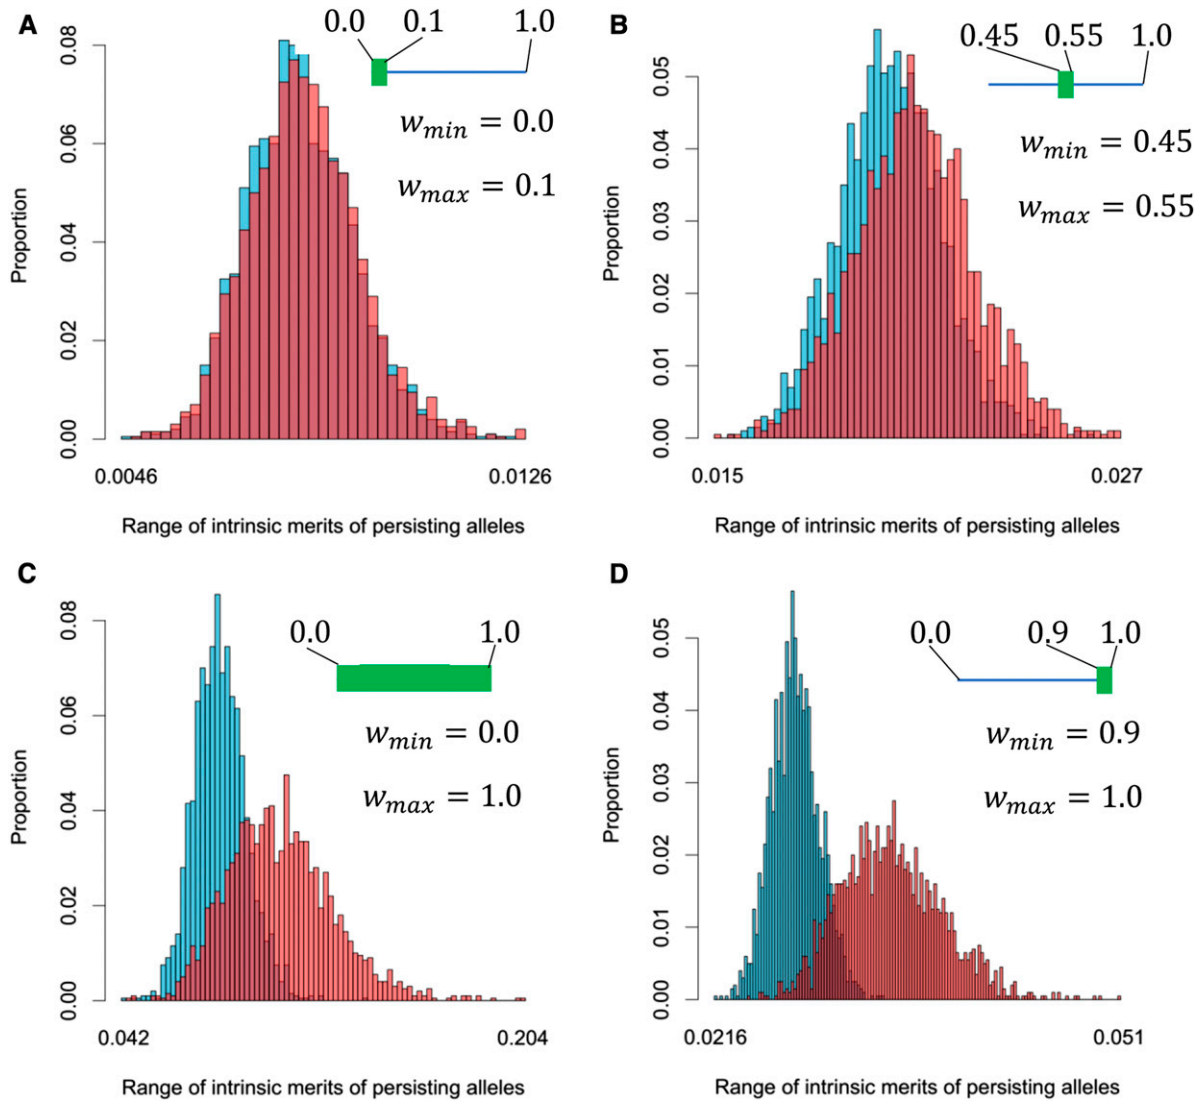 A
0.0 0.1 1.0
w_min = 0.0
w_max = 0.1
Proportion
0.08
0.06
0.04
0.02
0.00
0.0046 0.0126
Range of intrinsic merits of persisting alleles
B
0.45 0.55 1.0
w_min = 0.45
w_max = 0.55
Proportion
0.05
0.04
0.03
0.02
0.01
0.00
0.015 0.027
Range of intrinsic merits of persisting alleles
C
0.0 1.0
w_min = 0.0
w_max = 1.0
Proportion
0.08
0.06
0.04
0.02
0.00
0.042 0.204
Range of intrinsic merits of persisting alleles
D
0.0 0.9 1.0
w_min = 0.9
w_max = 1.0
Proportion
0.05
0.04
0.03
0.02
0.01
0.00
0.0216 0.051
Range of intrinsic merits of persisting alleles